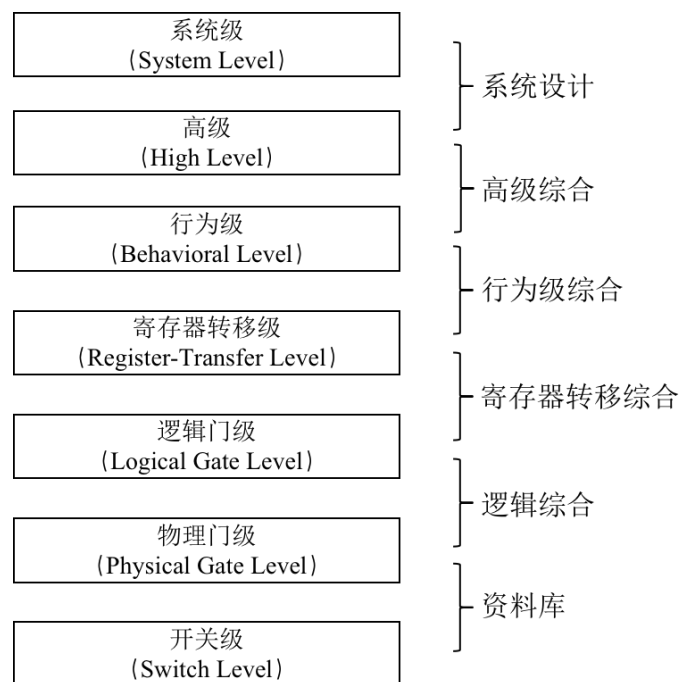 系统级
(System Level)
系统设计
高级
(High Level)
高级综合
行为级
(Behavioral Level)
行为级综合
寄存器转移级
(Register-Transfer Level)
寄存器转移综合
逻辑门级
(Logical Gate Level)
逻辑综合
物理门级
(Physical Gate Level)
资料库
开关级
(Switch Level)